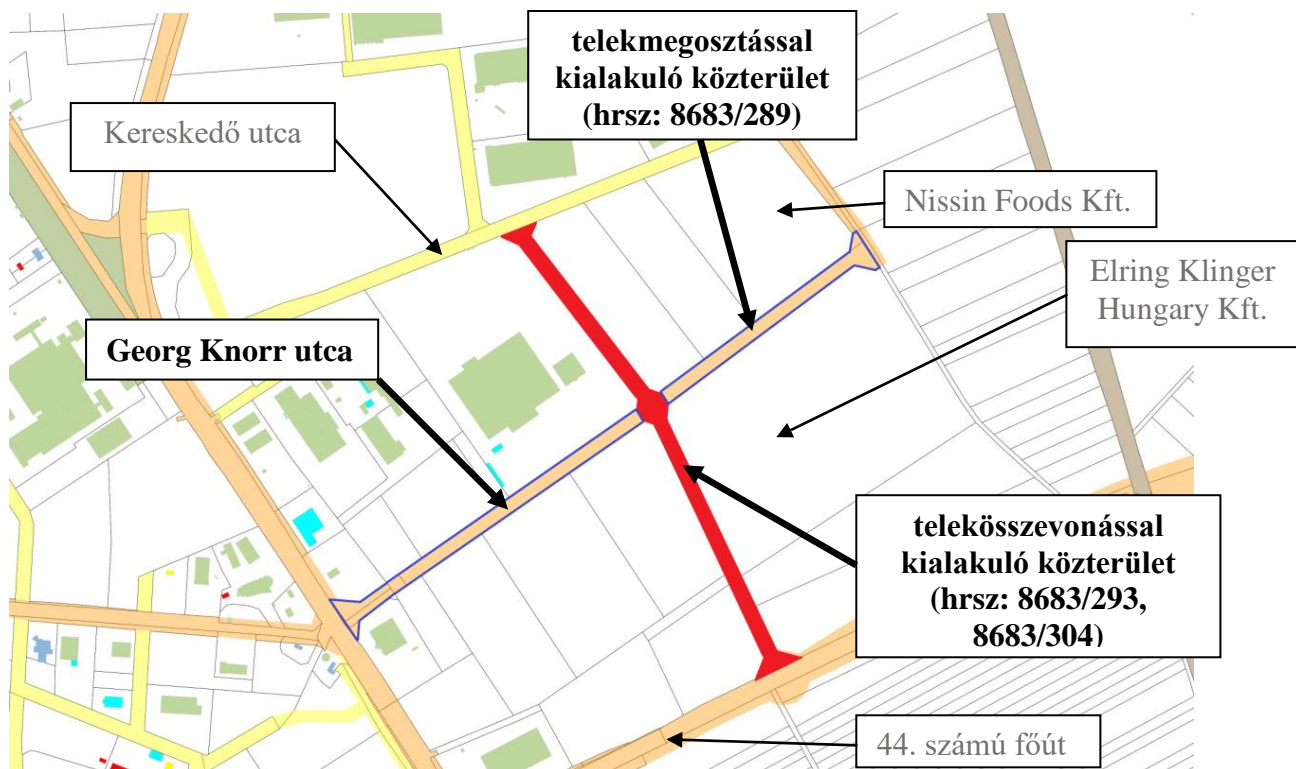 telekmegosztással
kialakuló közterület
(hrsz: 8683/289)
Kereskedő utca
Nissin Foods Kft.
Elring Klinger
Hungary Kft.
Georg Knorr utca
telekösszevonással
kialakuló közterület
(hrsz: 8683/293,
8683/304)
44. számú főút